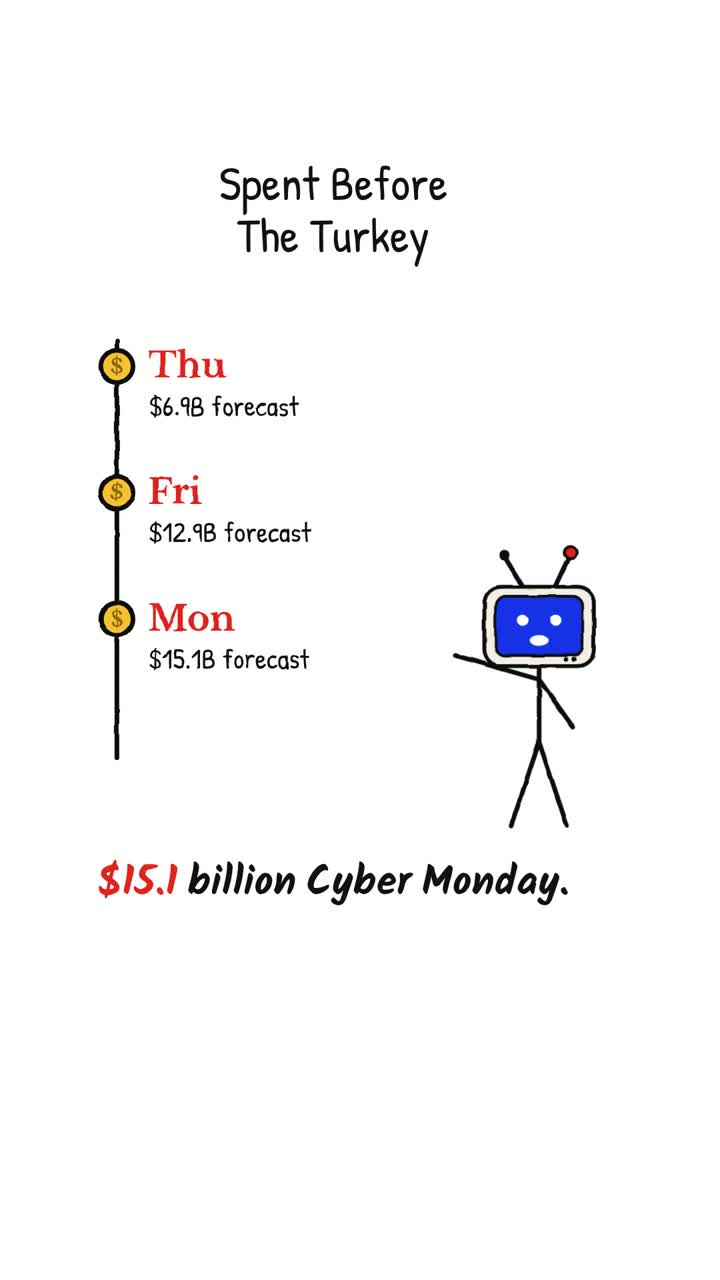 Spent Before
The Turkey
$ Thu
$6.9B forecast
$ Fri
$12.9B forecast
$ Mon
$15.1B forecast
$15.1 billion Cyber Monday.